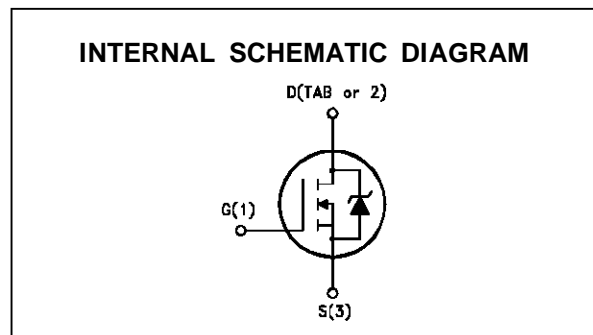 INTERNAL SCHEMATIC DIAGRAM
D(TAB or 2)
G(1)
S(3)